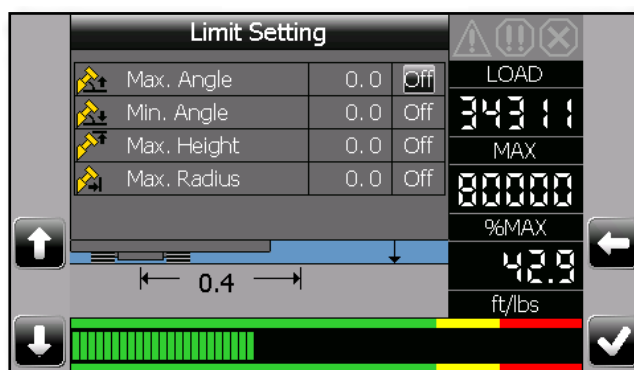 Limit Setting
Max. Angle 0.0 Off
Min. Angle 0.0 Off
Max. Height 0.0 Off
Max. Radius 0.0 Off
0.4
LOAD
34311
MAX
80000
%MAX
42.9
ft/lbs